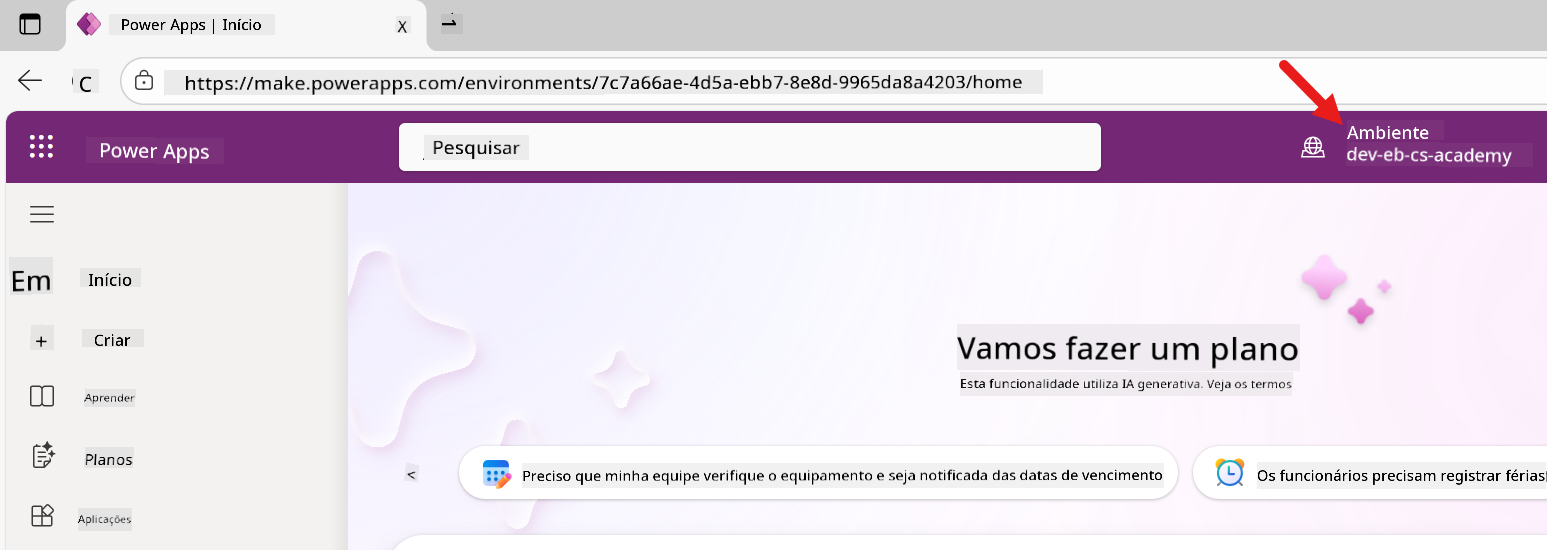 Power Apps | Início
X
C
https://make.powerapps.com/environments/7c7a66ae-4d5a-ebb7-8e8d-9965da8a4203/home
Power Apps
Pesquisar
Ambiente
dev-eb-cs-academy
Em
Início
+
Criar
Aprender
Planos
Aplicações
Vamos fazer um plano
Esta funcionalidade utiliza IA generativa. Veja os termos
<
Preciso que minha equipe verifique o equipamento e seja notificada das datas de vencimento
Os funcionários precisam registrar férias